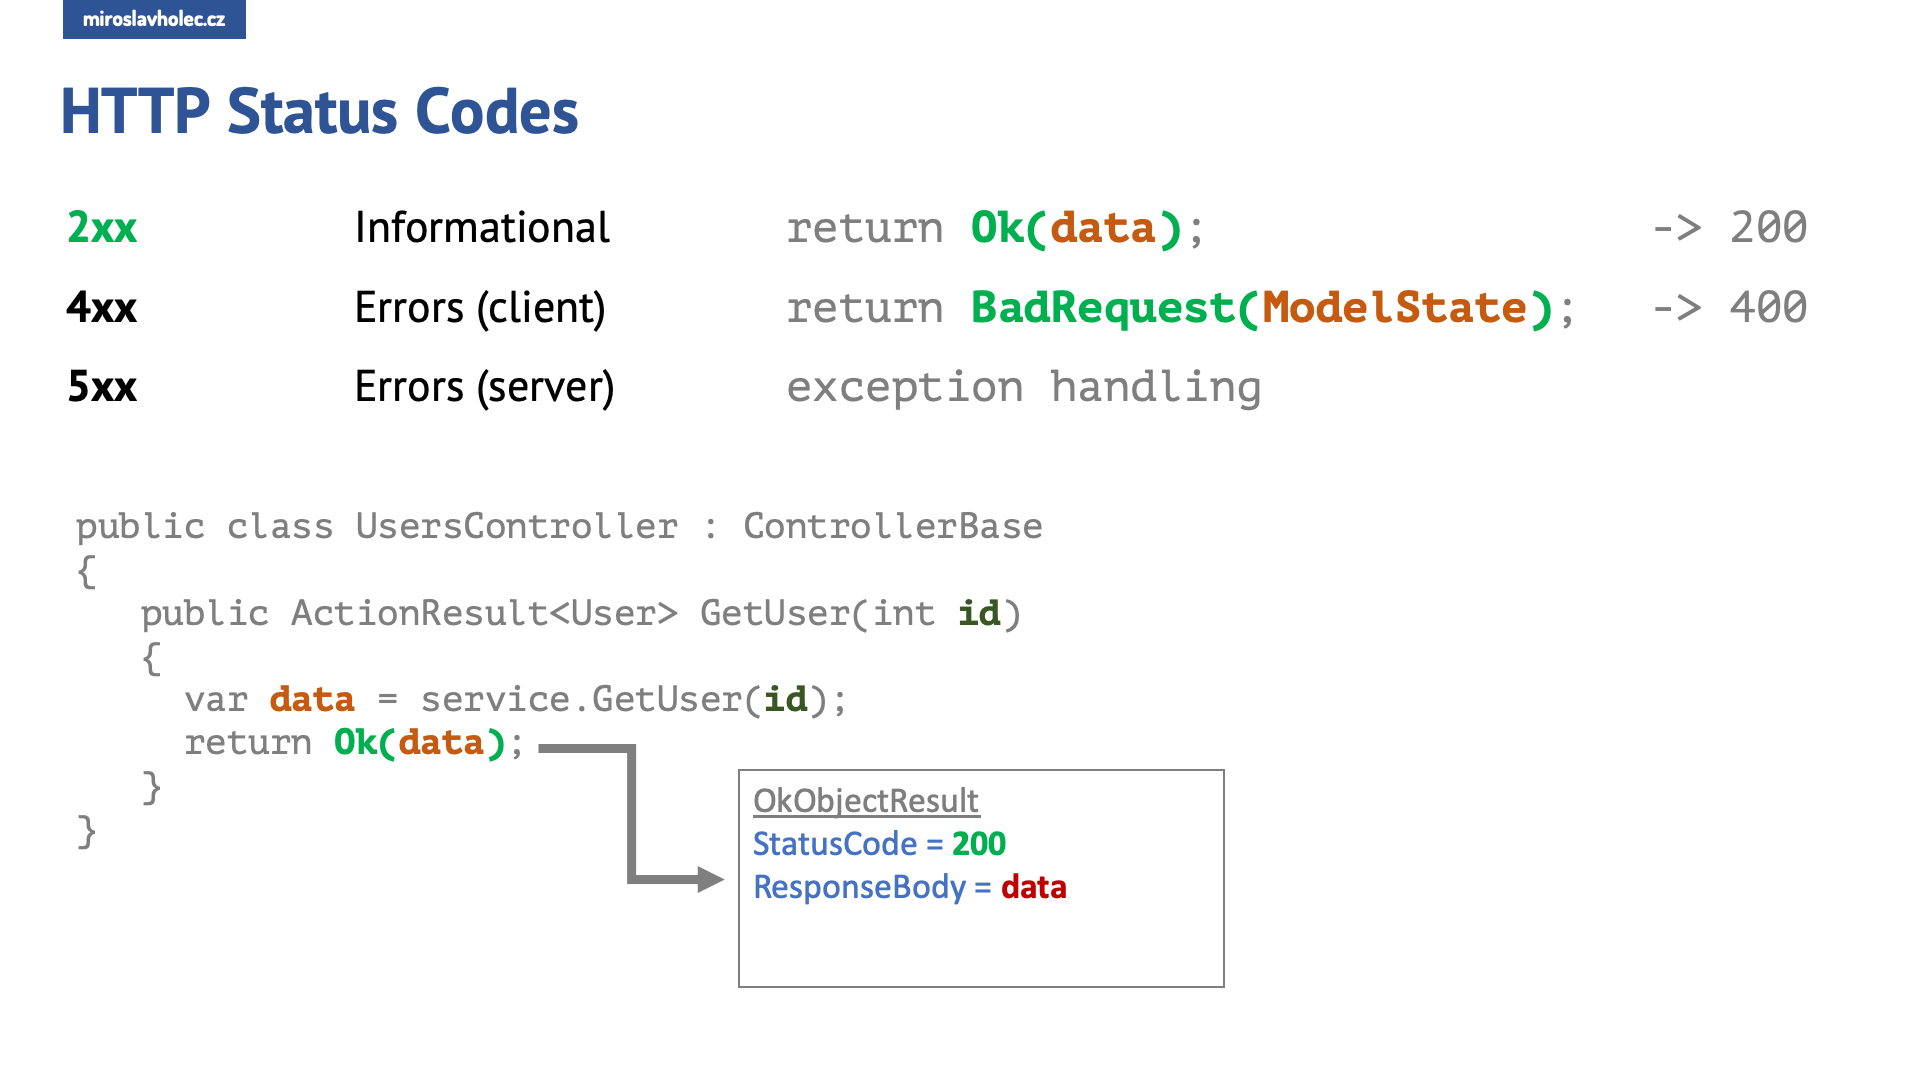 miroslavholec.cz
HTTP Status Codes
2xx Informational return Ok(data); -> 200
4xx Errors (client) return BadRequest(ModelState); -> 400
5xx Errors (server) exception handling
public class UsersController : ControllerBase
{
public ActionResult<User> GetUser(int id)
{
var data = service.GetUser(id);
return Ok(data);
}
}
OkObjectResult
StatusCode = 200
ResponseBody = data